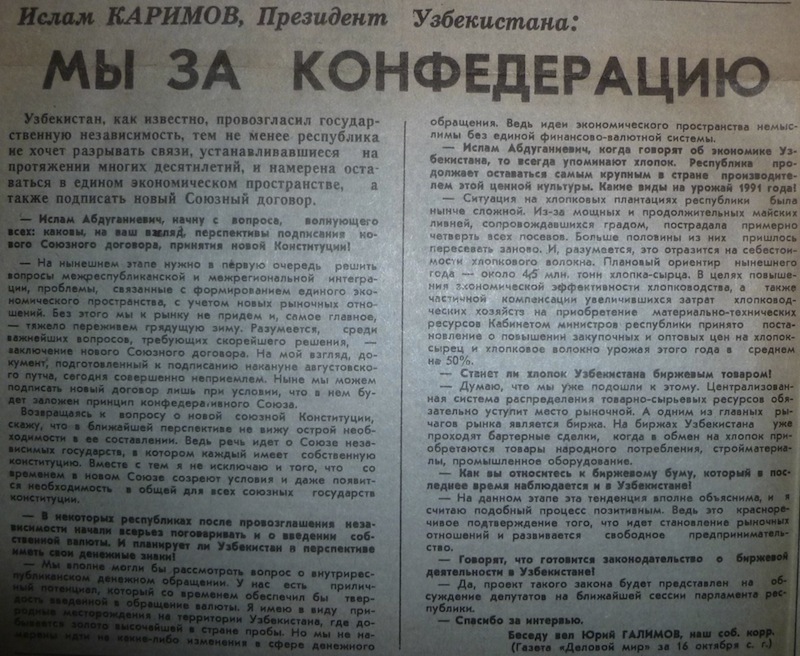 Ислам КАРИМОВ, Президент Узбекистана:
МЫ ЗА КОНФЕДЕРАЦИЮ
Узбекистан, как известно, провозгласил государ-
ственную независимость, тем не менее республика
не хочет разрывать связи, устанавливавшиеся на
протяжении многих десятилетий, и намерена оста-
ваться в едином экономическом пространстве, а
также подписать новый Союзный договор.
— Ислам Абдуганиевич, начну с вопроса, волнующего
всех: каковы, на ваш взгляд, перспективы подписания но-
вого Союзного договора, принятия новой Конституции!
— На нынешнем этапе нужно в первую очередь решить
вопросы межреспубликанской и межрегиональной интегра-
ции, проблемы, связанные с формированием единого эко-
номического пространства, с учетом новых рыночных отно-
шений. Без этого мы к рынку не придем и, самое главное,
— тяжело переживем грядущую зиму. Разумеется, среди
важнейших вопросов, требующих скорейшего решения, —
заключение нового Союзного договора. На мой взгляд, до-
кумент, подготовленный к подписанию накануне августовско-
го путча, сегодня совершенно неприемлем. Ныне мы можем
подписать новый договор лишь при условии, что в нем бу-
дет заложен принцип конфедеративного Союза.
Возвращаясь к вопросу о новой союзной Конституции,
скажу, что в ближайшей перспективе не вижу острой необ-
ходимости в ее составлении. Ведь речь идет о Союзе неза-
висимых государств, в котором каждый имеет собственную
конституцию. Вместе с тем я не исключаю и того, что со
временем в новом Союзе созреют условия и даже появит-
ся необходимость в общей для всех союзных государств
конституции.
— В некоторых республиках после провозглашения неза-
висимости начали всерьез поговаривать и о введении соб-
ственной валюты. И планирует ли Узбекистан в перспективе
иметь свои денежные знаки!
— Мы вполне могли бы рассмотреть вопрос о внутрирес-
публиканском денежном обращении. У нас есть прилич-
ный потенциал, который со временем обеспечил бы твер-
дость введенной в обращение валюты. Я имею в виду при-
родные месторождения на территории Узбекистана, где до-
бывается золото высочайшей в стране пробы. Но мы не на-
мерены идти на какие-либо изменения в сфере денежного
обращения. Ведь идеи экономического пространства немыс-
лимы без единой финансово-валютной системы.
— Ислам Абдуганиевич, когда говорят об экономике Уз-
бекистана, то всегда упоминают хлопок. Республика про-
должает оставаться самым крупным в стране производите-
лем этой ценной культуры. Какие виды на урожай 1991 года!
— Ситуация на хлопковых плантациях республики была
нынче сложной. Из-за мощных и продолжительных майских
ливней, сопровождавшихся градом, пострадала примерно
четверть всех посевов. Больше половины из них пришлось
пересевать заново. И, разумеется, это отразится на себестои-
мости хлопкового волокна. Плановый ориентир нынешнего
года — около 4,5 млн. тонн хлопка-сырца. В целях повыше-
ния экономической эффективности хлопководства, а также
частичной компенсации увеличившихся затрат хлопковод-
ческих хозяйств на приобретение материально-технических
ресурсов Кабинетом министров республики принято поста-
новление о повышении закупочных и оптовых цен на хлопок-
сырец и хлопковое волокно урожая этого года в среднем
на 50%.
— Станет ли хлопок Узбекистана биржевым товаром!
— Думаю, что мы уже подошли к этому. Централизован-
ная система распределения товарно-сырьевых ресурсов обя-
зательно уступит место рыночной. А одним из главных ры-
чагов рынка является биржа. На биржах Узбекистана уже
проходят бартерные сделки, когда в обмен на хлопок при-
обретаются товары народного потребления, стройматериа-
лы, промышленное оборудование.
— Как вы относитесь к биржевому буму, который в пос-
леднее время наблюдается и в Узбекистане!
— На данном этапе эта тенденция вполне объяснима, и я
считаю подобный процесс позитивным. Ведь это красноре-
чивое подтверждение того, что идет становление рыночных
отношений и развивается свободное предприниматель-
ство.
— Говорят, что готовится законодательство о биржевой
деятельности в Узбекистане!
— Да, проект такого закона будет представлен на об-
суждение депутатов на ближайшей сессии парламента рес-
публики.
— Спасибо за интервью.
Беседу вел Юрий ГАЛИМОВ, наш соб. корр.
(Газета «Деловой мир» за 16 октября с. г.)